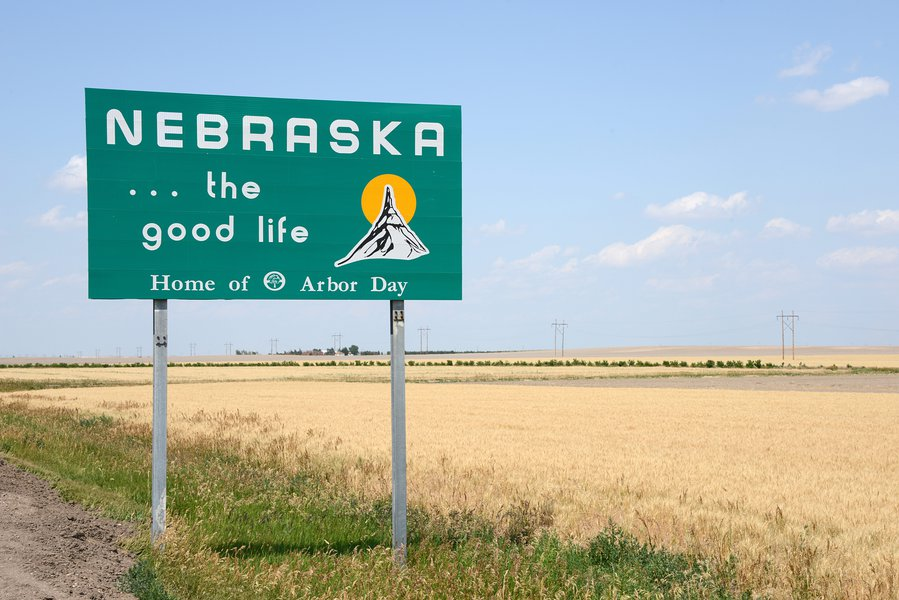 NEBRASKA
... the
good life
Home of Arbor Day